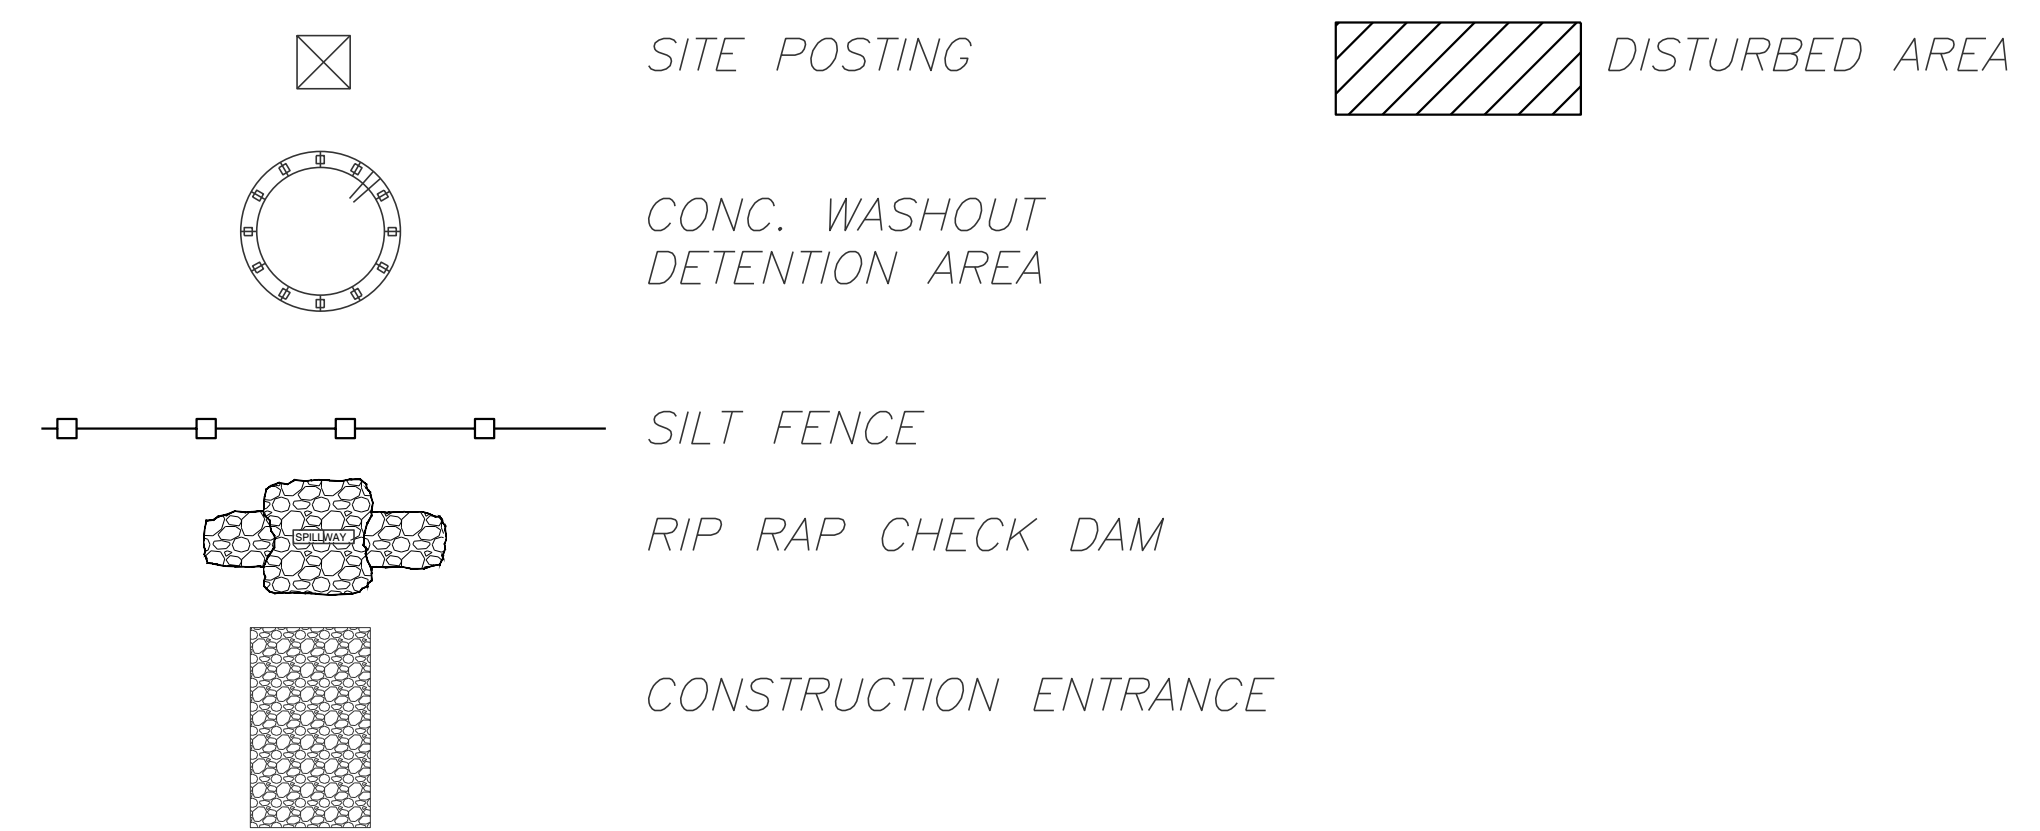 SITE POSTING
DISTURBED AREA
CONC. WASHOUT
DETENTION AREA
SILT FENCE
SPILLWAY
RIP RAP CHECK DAM
CONSTRUCTION ENTRANCE